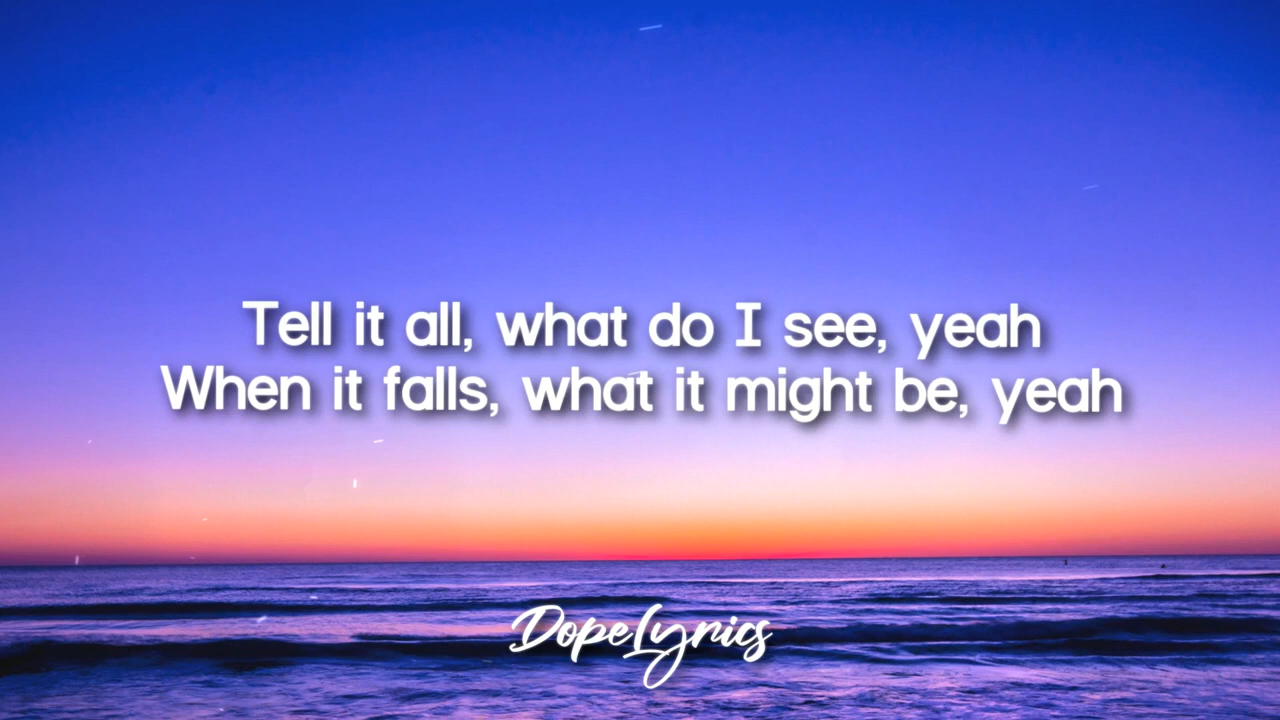 Tell it all, what do I see, yeah
When it falls, what it might be, yeah
DopeLyrics